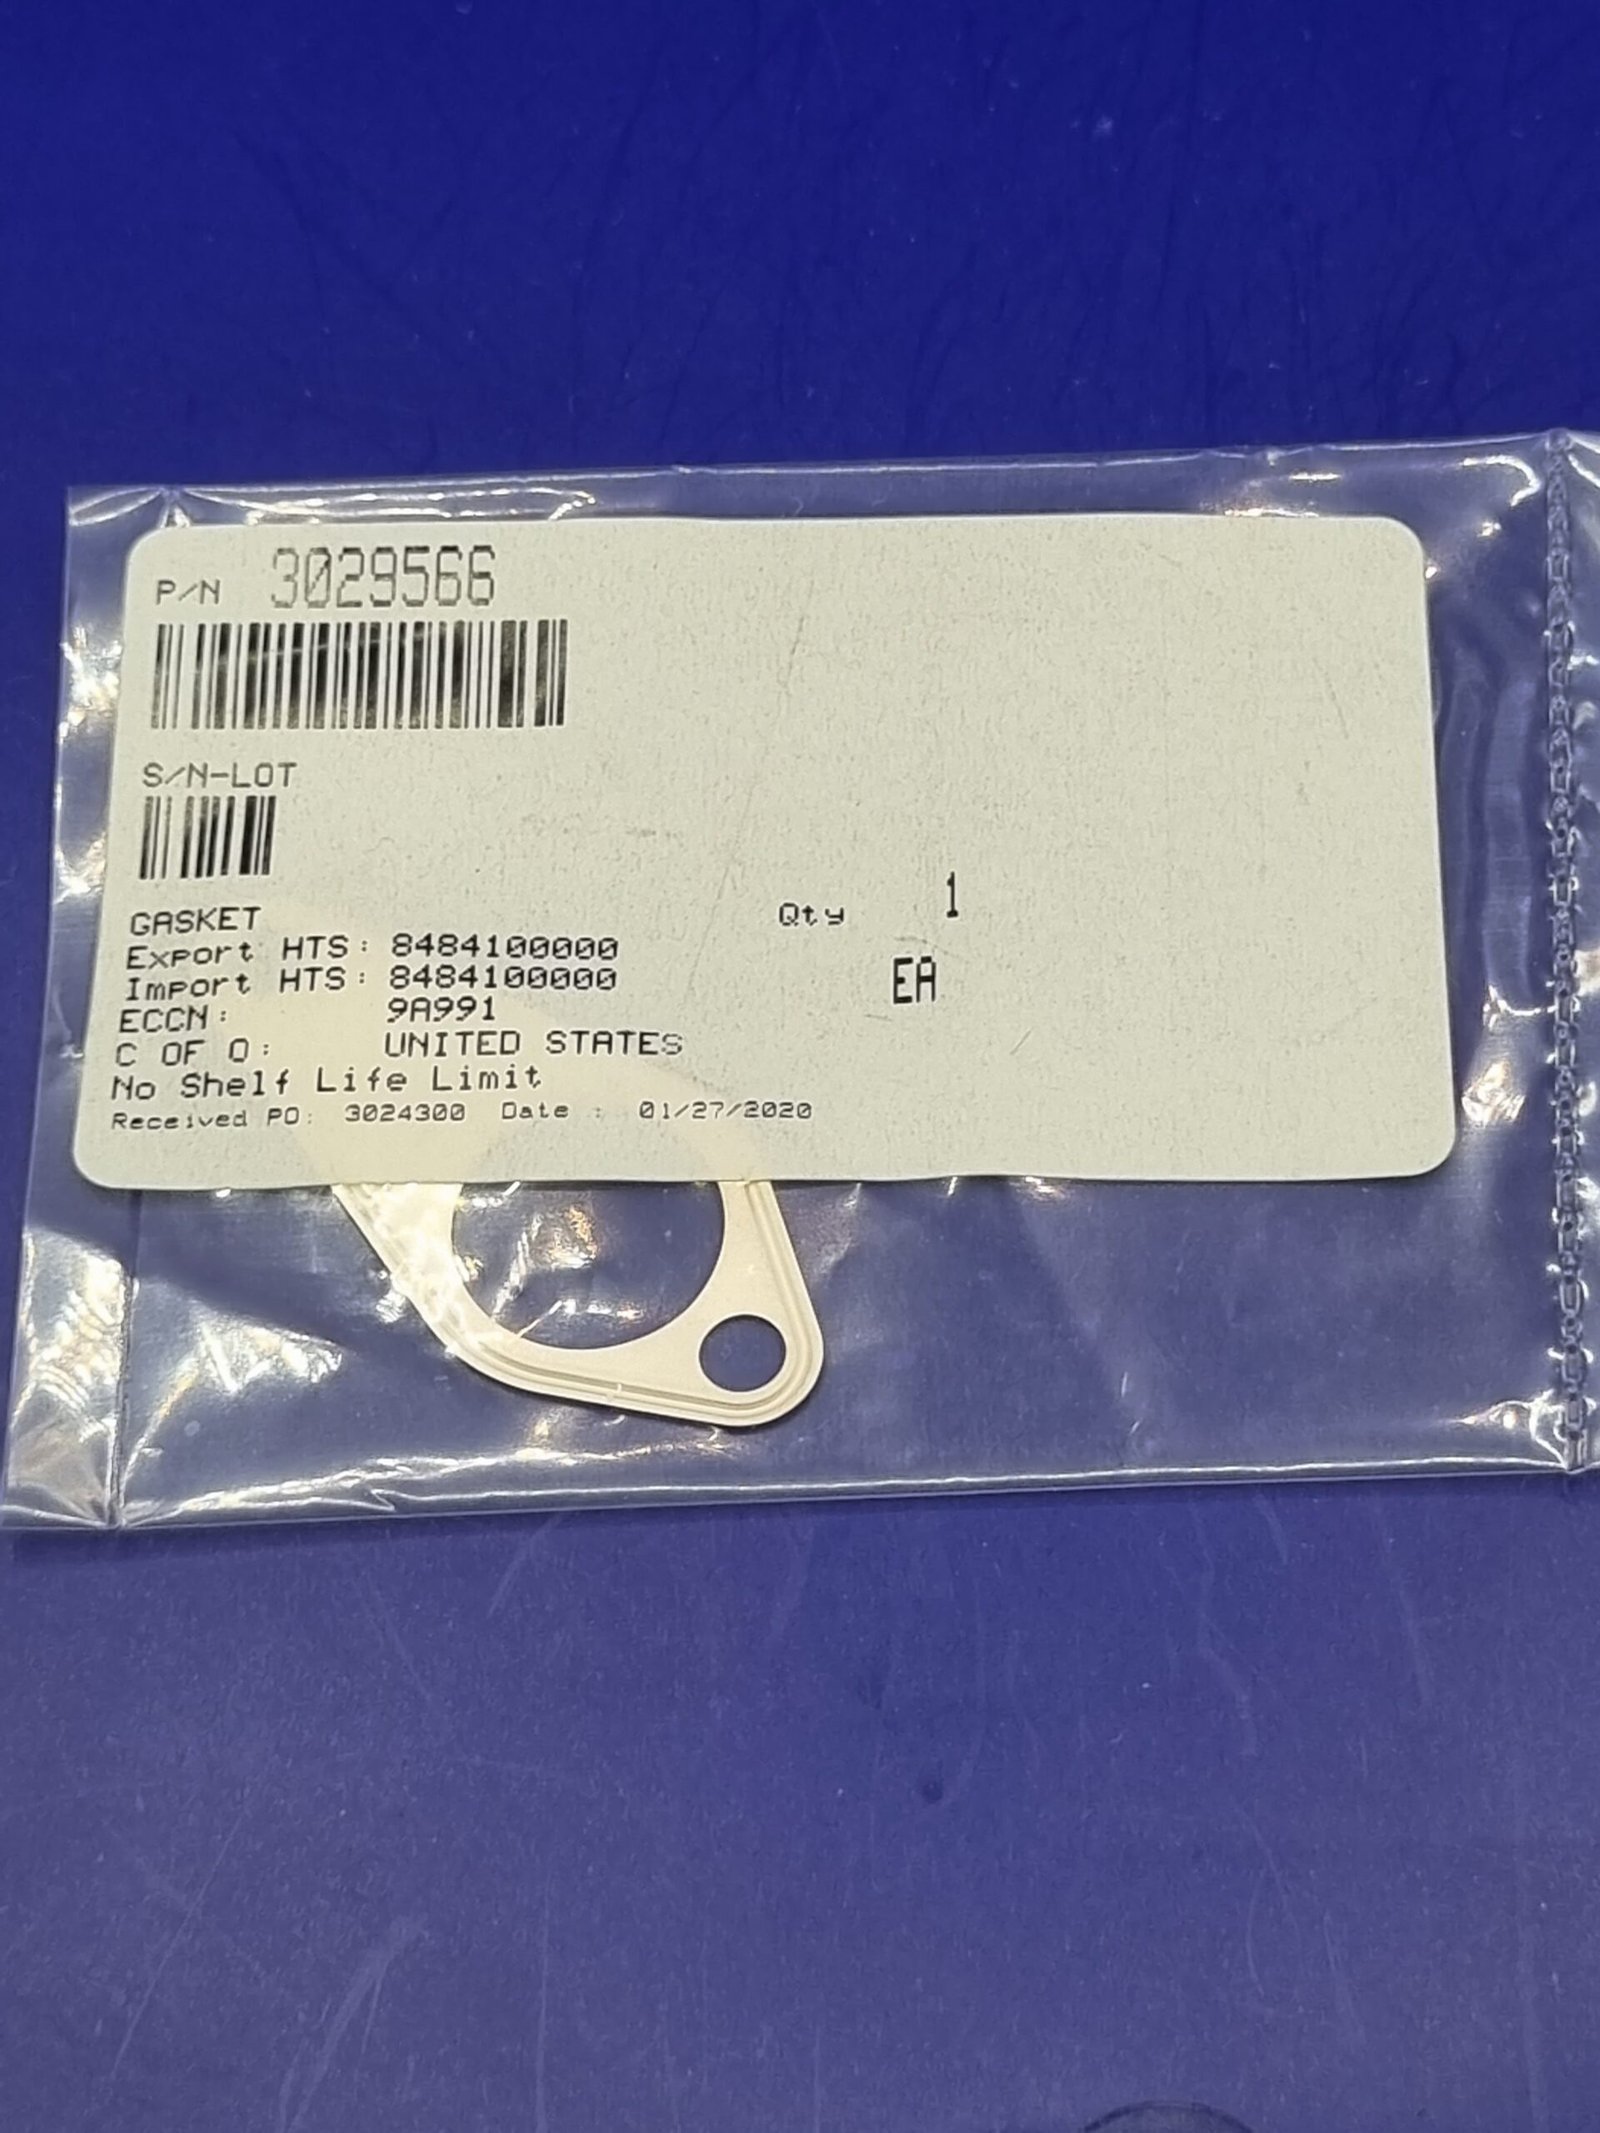 P/N 3029566
S/N-LOT
GASKET
Qty 1
Export HTS: 8484100000
Import HTS: 8484100000
EA
ECCN: 9A991
C OF O: UNITED STATES
No Shelf Life Limit
Received PO: 3024300 Date : 01/27/2020